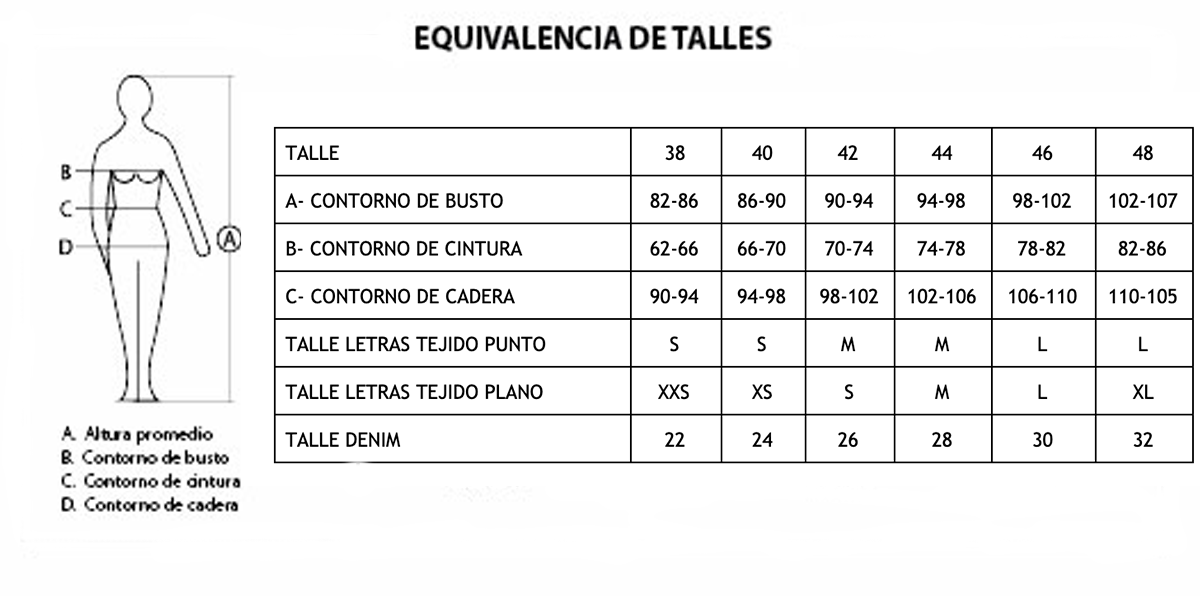 EQUIVALENCIA DE TALLES
B
C
D
A
A. Altura promedio
B. Contorno de busto
C. Contorno de cintura
D. Contorno de cadera
TALLE 38 40 42 44 46 48
A- CONTORNO DE BUSTO 82-86 86-90 90-94 94-98 98-102 102-107
B- CONTORNO DE CINTURA 62-66 66-70 70-74 74-78 78-82 82-86
C- CONTORNO DE CADERA 90-94 94-98 98-102 102-106 106-110 110-105
TALLE LETRAS TEJIDO PUNTO S S M M L L
TALLE LETRAS TEJIDO PLANO XXS XS S M L XL
TALLE DENIM 22 24 26 28 30 32